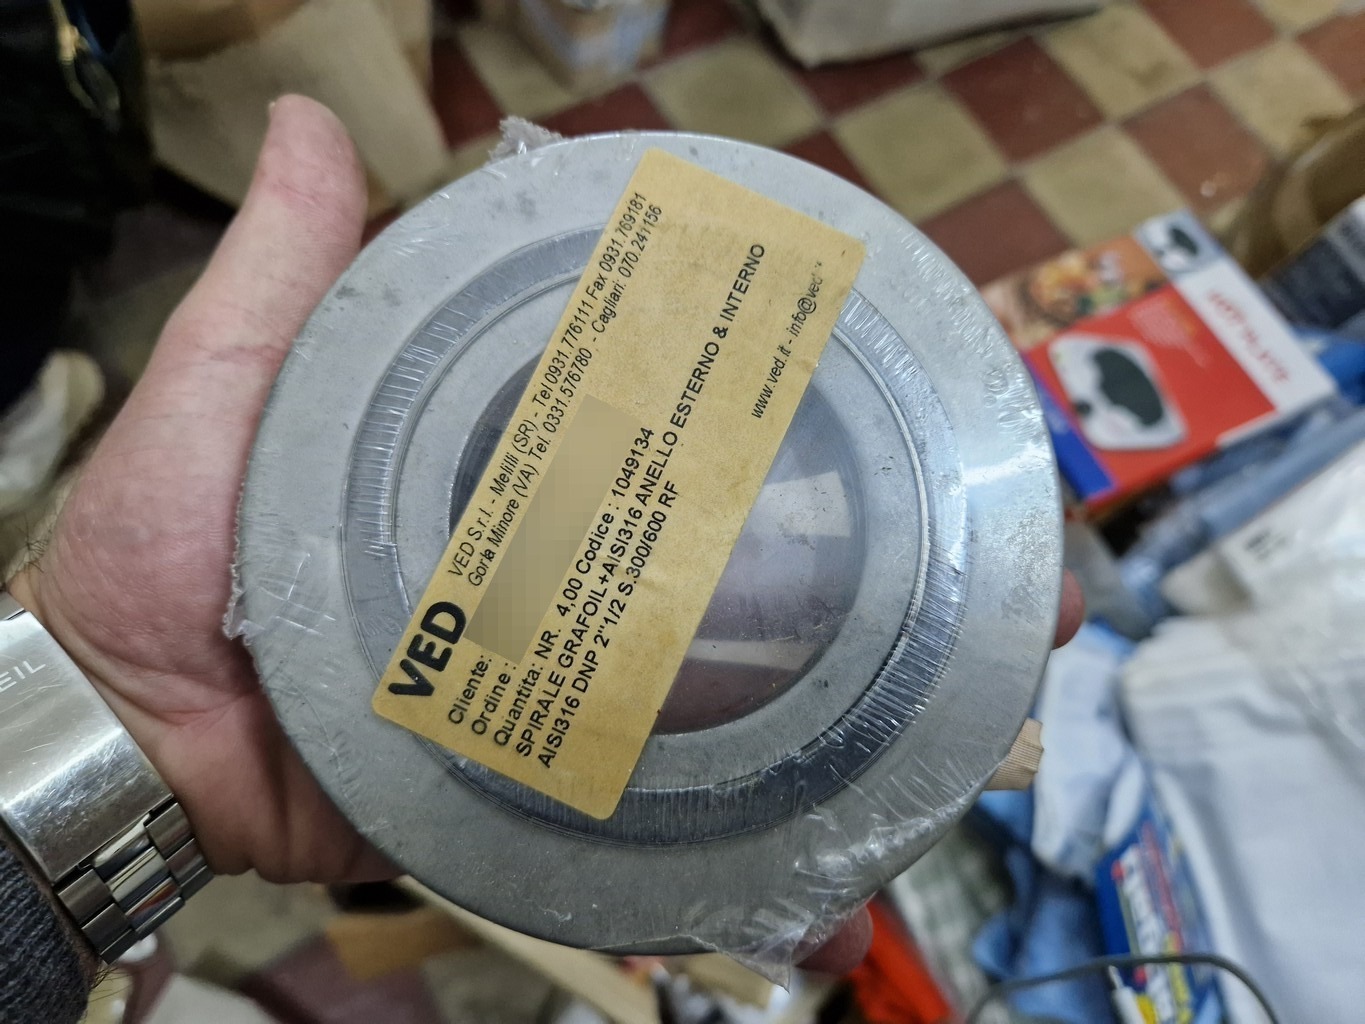 VED
VED S.r.l. - Melilli (SR) - Tel 0931.776111 Fax 0931.769181
Gorla Minore (VA) Tel. 0331.576780 - Cagliari: 070.241156
Cliente:
Ordine :
Quantita: NR. 4,00 Codice : 1049134
SPIRALE GRAFOIL+AISI316 ANELLO ESTERNO & INTERNO
AISI316 DNP 2"1/2 S.300/600 RF
www.ved.it - info@ved
EIL